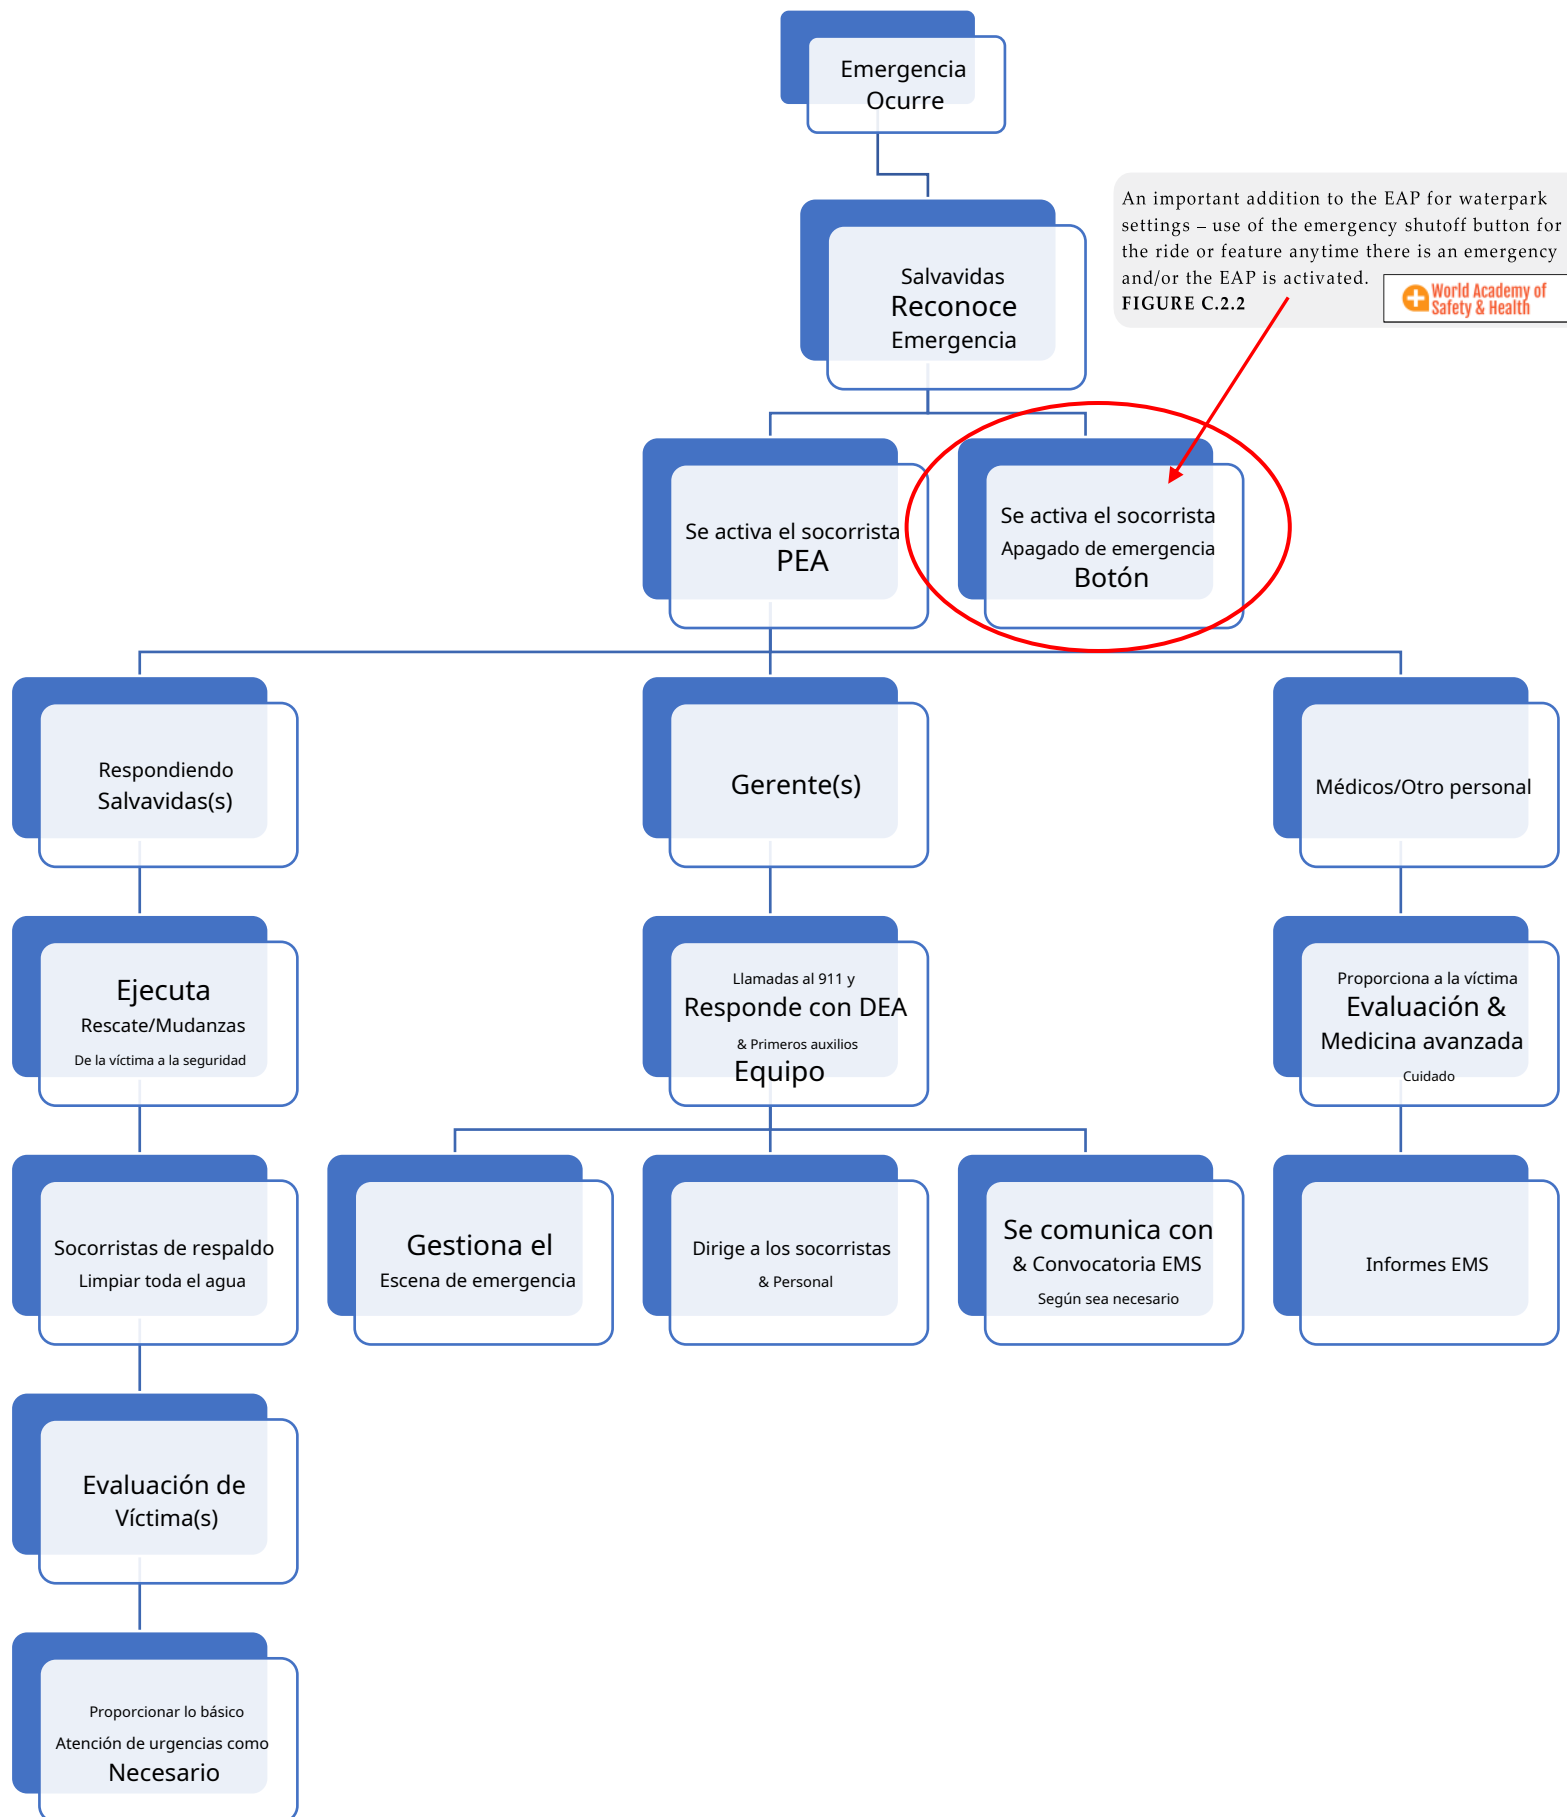 Emergencia
Ocurre
An important addition to the EAP for waterpark
settings – use of the emergency shutoff button for
the ride or feature anytime there is an emergency
and/or the EAP is activated.
FIGURE C.2.2
World Academy of
Safety & Health
Salvavidas
Reconoce
Emergencia
Se activa el socorrista
PEA
Se activa el socorrista
Apagado de emergencia
Botón
Respondiendo
Salvavidas(s)
Gerente(s)
Médicos/Otro personal
Ejecuta
Rescate/Mudanzas
De la víctima a la seguridad
Llamadas al 911 y
Responde con DEA
& Primeros auxilios
Equipo
Proporciona a la víctima
Evaluación &
Medicina avanzada
Cuidado
Socorristas de respaldo
Limpiar toda el agua
Gestiona el
Escena de emergencia
Dirige a los socorristas
& Personal
Se comunica con
& Convocatoria EMS
Según sea necesario
Informes EMS
Evaluación de
Víctima(s)
Proporcionar lo básico
Atención de urgencias como
Necesario